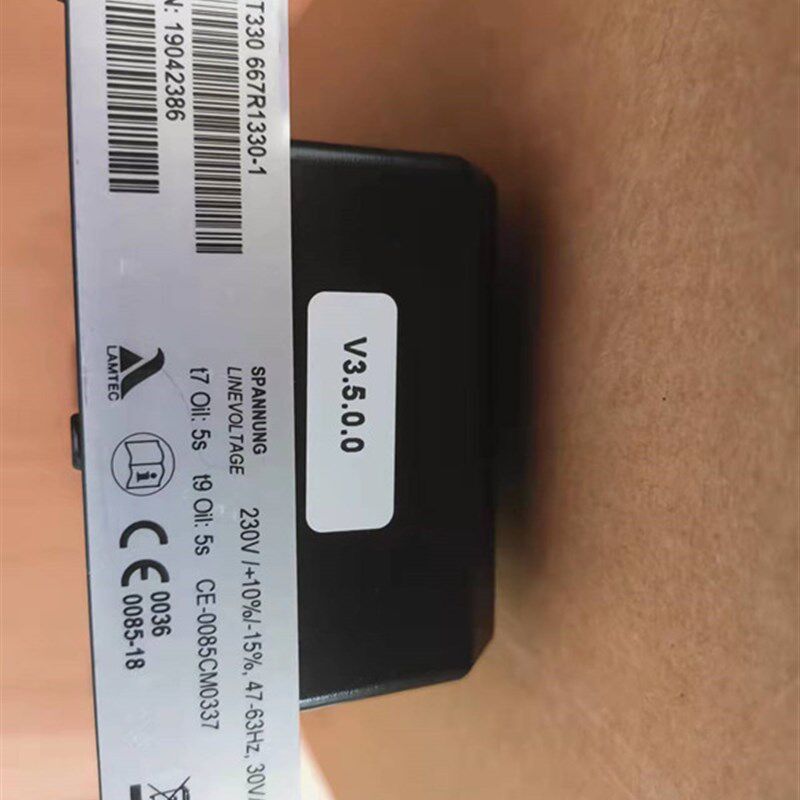 T330 667R1330-1
N: 19042386
LAMTEC
SPANNUNG
LINEVOLTAGE
230V /+10%/-15%, 47-63Hz, 30V
t7 Oil: 5s t9 Oil: 5s CE-0085CM0337
CE 0036
0085-18
V3.5.0.0